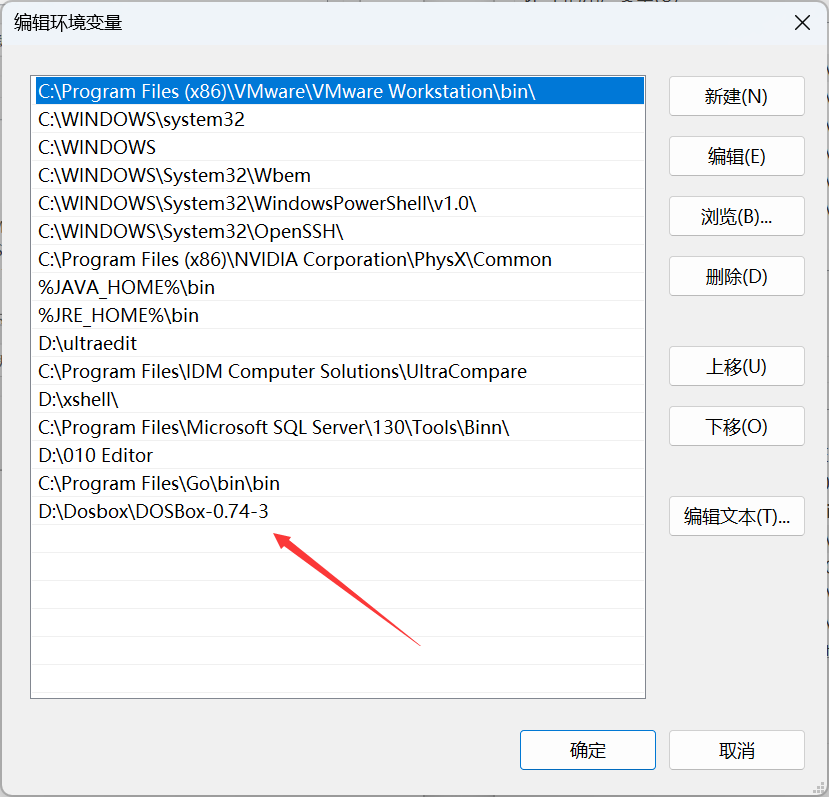 编辑环境变量
C:\Program Files (x86)\VMware\VMware Workstation\bin\
C:\WINDOWS\system32
C:\WINDOWS
C:\WINDOWS\System32\Wbem
C:\WINDOWS\System32\WindowsPowerShell\v1.0\
C:\WINDOWS\System32\OpenSSH\
C:\Program Files (x86)\NVIDIA Corporation\PhysX\Common
%JAVA_HOME%\bin
%JRE_HOME%\bin
D:\ultraedit
C:\Program Files\IDM Computer Solutions\UltraCompare
D:\xshell\
C:\Program Files\Microsoft SQL Server\130\Tools\Binn\
D:\010 Editor
C:\Program Files\Go\bin\bin
D:\Dosbox\DOSBox-0.74-3
新建(N)
编辑(E)
浏览(B)...
删除(D)
上移(U)
下移(O)
编辑文本(T)...
确定
取消